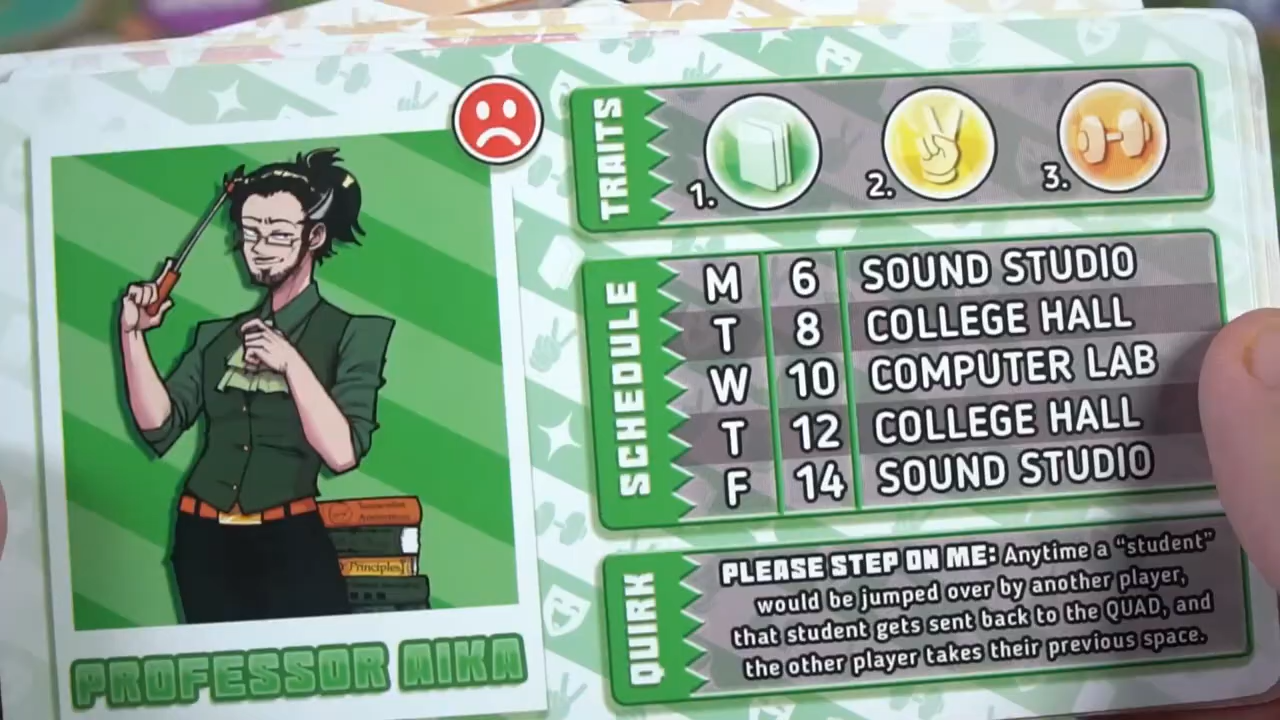 TRAITS
1.
2.
3.
SCHEDULE
M 6 SOUND STUDIO
T 8 COLLEGE HALL
W 10 COMPUTER LAB
T 12 COLLEGE HALL
F 14 SOUND STUDIO
Principles
PROFESSOR AIKA
QUIRK
PLEASE STEP ON ME: Anytime a “student”
would be jumped over by another player,
that student gets sent back to the QUAD, and
the other player takes their previous space.